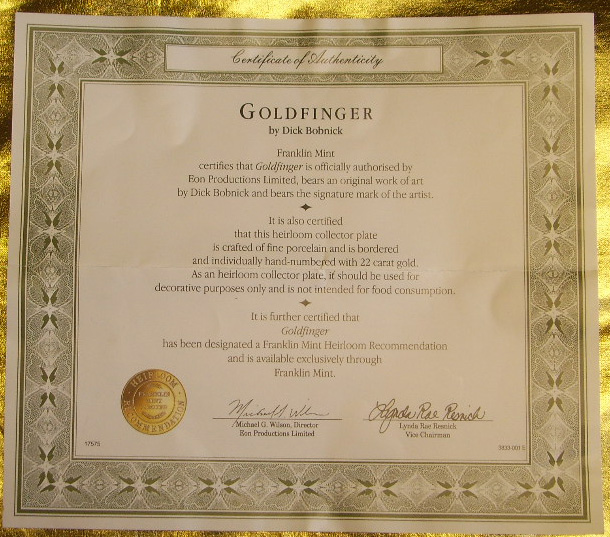 Certificate of Authenticity
GOLDFINGER
by Dick Bobnick
Franklin Mint
certifies that Goldfinger is officially authorised by
Eon Productions Limited, bears an original work of art
by Dick Bobnick and bears the signature mark of the artist.
It is also certified
that this heirloom collector plate
is crafted of fine porcelain and is bordered
and individually hand-numbered with 22 carat gold.
As an heirloom collector plate, it should be used for
decorative purposes only and is not intended for food consumption.
It is further certified that
Goldfinger
has been designated a Franklin Mint Heirloom Recommendation
and is available exclusively through
Franklin Mint.
HEIRLOOM
FRANKLIN
MINT
LIMITED
RECOMMENDATION
Michael G. Wilson, Director
Eon Productions Limited
Lynda Rae Resnick
Lynda Rae Resnick
Vice Chairman
17575